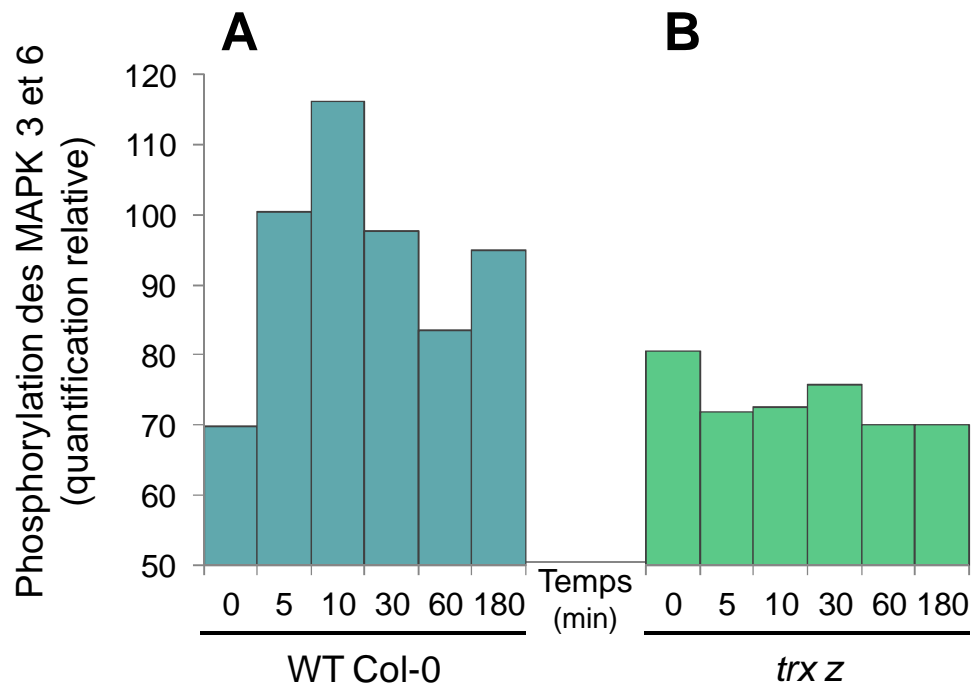 A
B
Phosphorylation des MAPK 3 et 6
(quantification relative)
120
110
100
90
80
70
60
50
0 5 10 30 60 180
Temps
(min)
0 5 10 30 60 180
WT Col-0
trx z